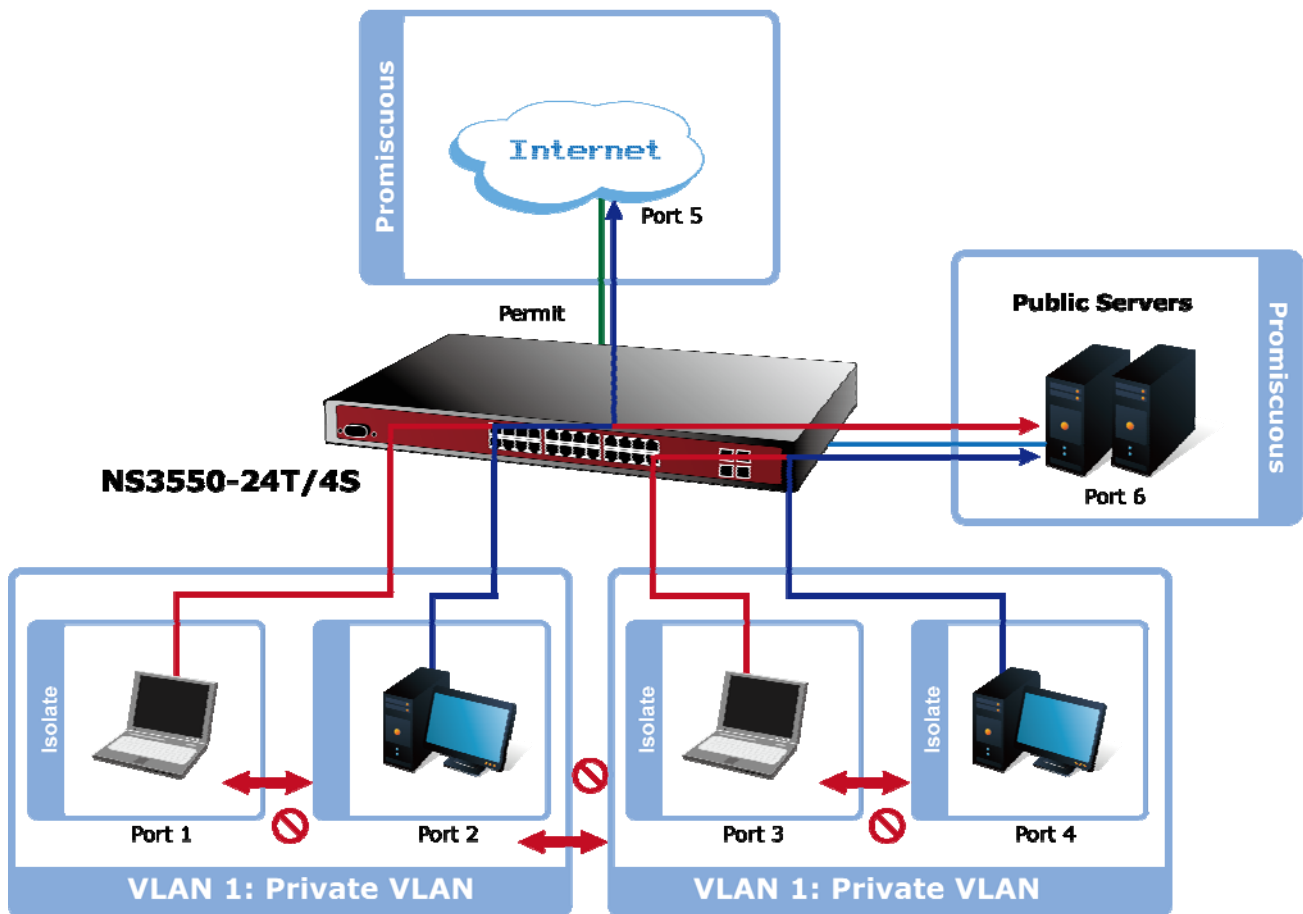 Promiscuous
Internet
Port 5
Permit
Public Servers
Promiscuous
Port 6
NS3550-24T/4S
Isolate
Port 1
Port 2
Isolate
Port 3
Isolate
Port 4
VLAN 1: Private VLAN
VLAN 1: Private VLAN